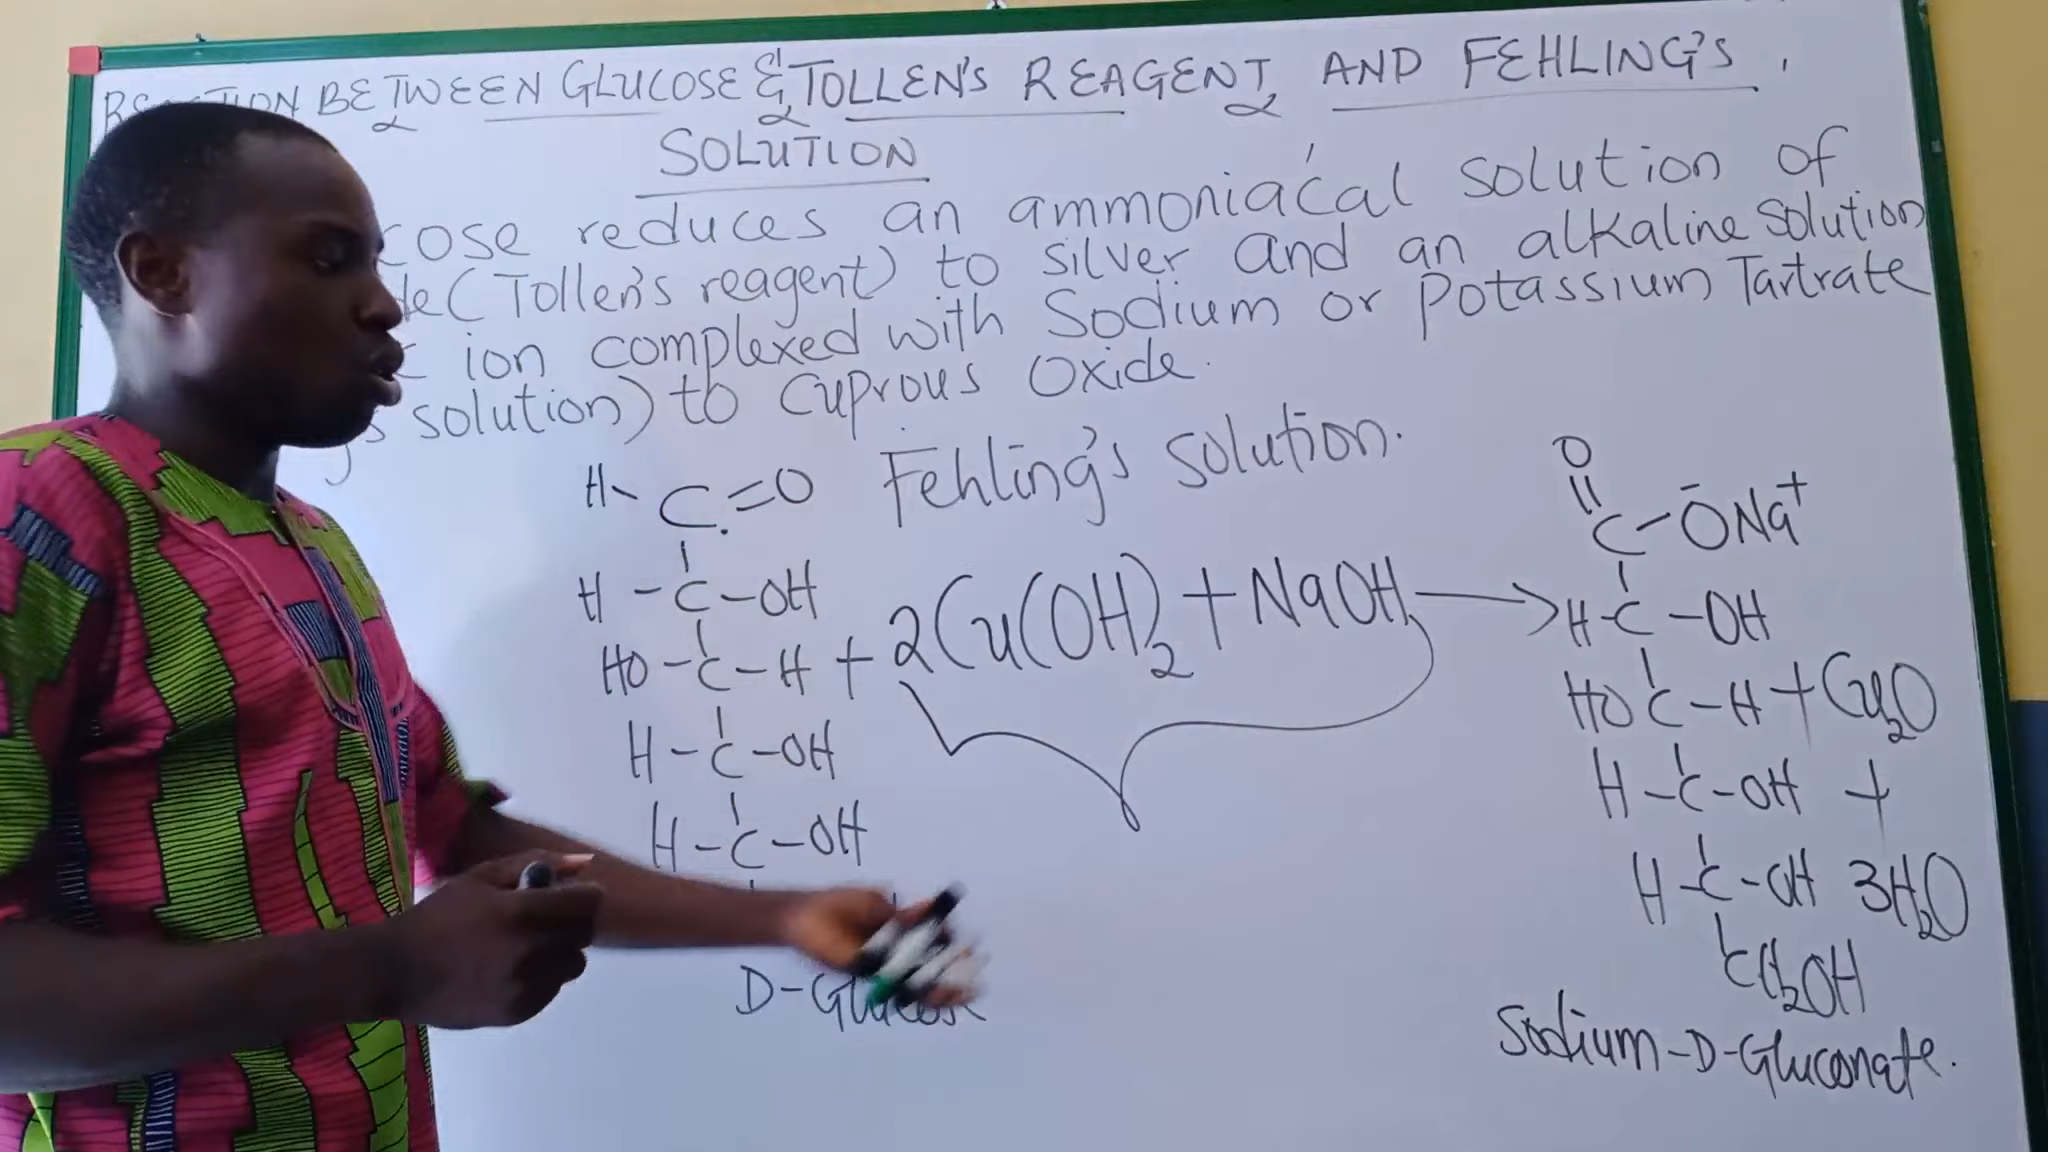 BETWEEN GLUCOSE & TOLLEN'S REAGENT, AND FEHLING'S
SOLUTION
reduces an ammoniacal solution of
(Tollen's reagent) to silver and an alkaline solution
ion complexed with Sodium or Potassium Tartrate
solution) to Cuprous Oxide.
Fehling's solution.
H-C=O
H-C-OH
HO-C-H + 2Cu(OH)2 + NaOH →
H-C-OH
H-C-OH
D-Glucose
O
C-ŌNa+
H-C-OH
HO C-H + Cu2O
H-C-OH +
H-C-OH 3H2O
CH2OH
Sodium-D-Gluconate.